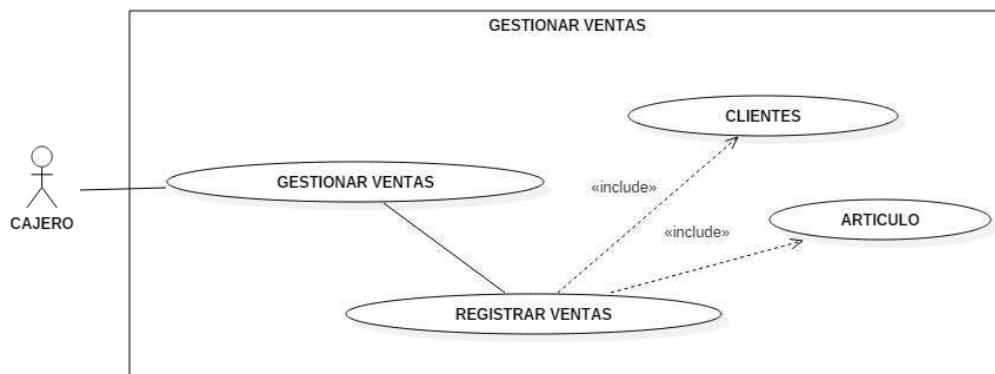 GESTIONAR VENTAS
CLIENTES
GESTIONAR VENTAS
«include»
CAJERO
ARTICULO
«include»
REGISTRAR VENTAS